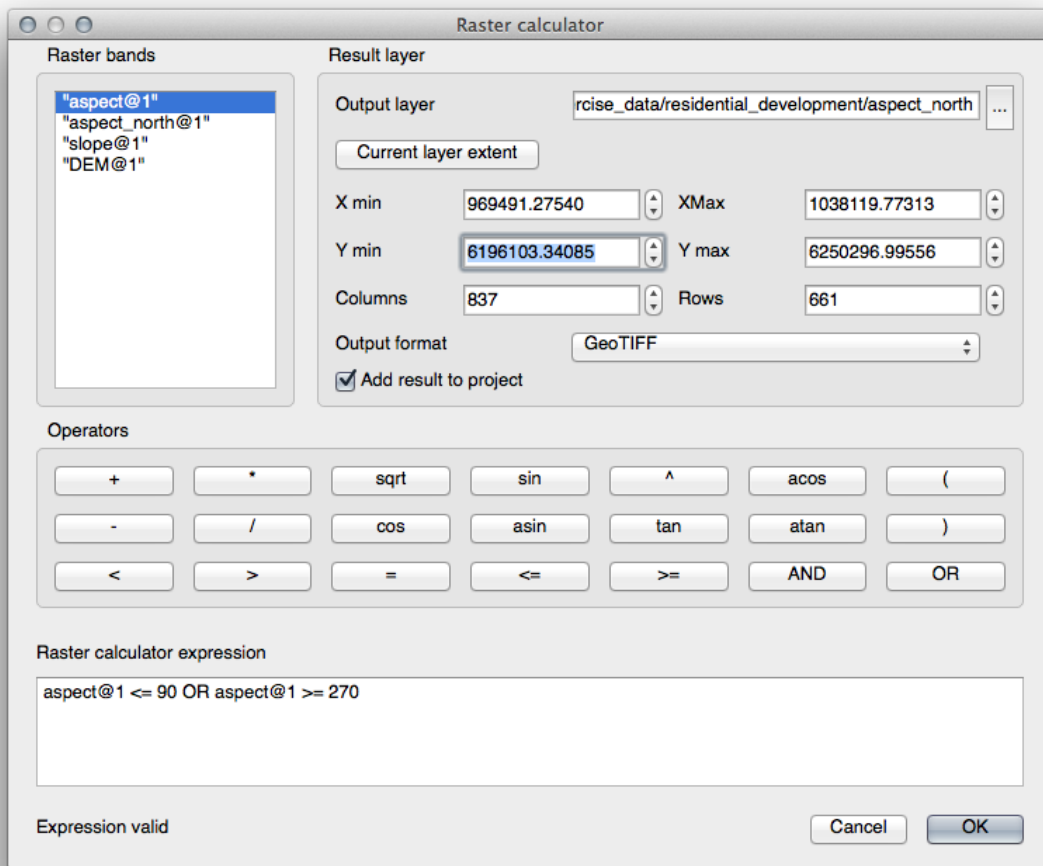 Raster calculator
Raster bands
Result layer
"aspect@1"
"aspect_north@1"
"slope@1"
"DEM@1"
Output layer
rcise_data/residential_development/aspect_north
...
Current layer extent
X min
969491.27540
XMax
1038119.77313
Y min
6196103.34085
Y max
6250296.99556
Columns
837
Rows
661
Output format
GeoTIFF
Add result to project
Operators
+ * sqrt sin ^ acos (
- / cos asin tan atan )
< > = <= >= AND OR
Raster calculator expression
aspect@1 <= 90 OR aspect@1 >= 270
Expression valid
Cancel
OK